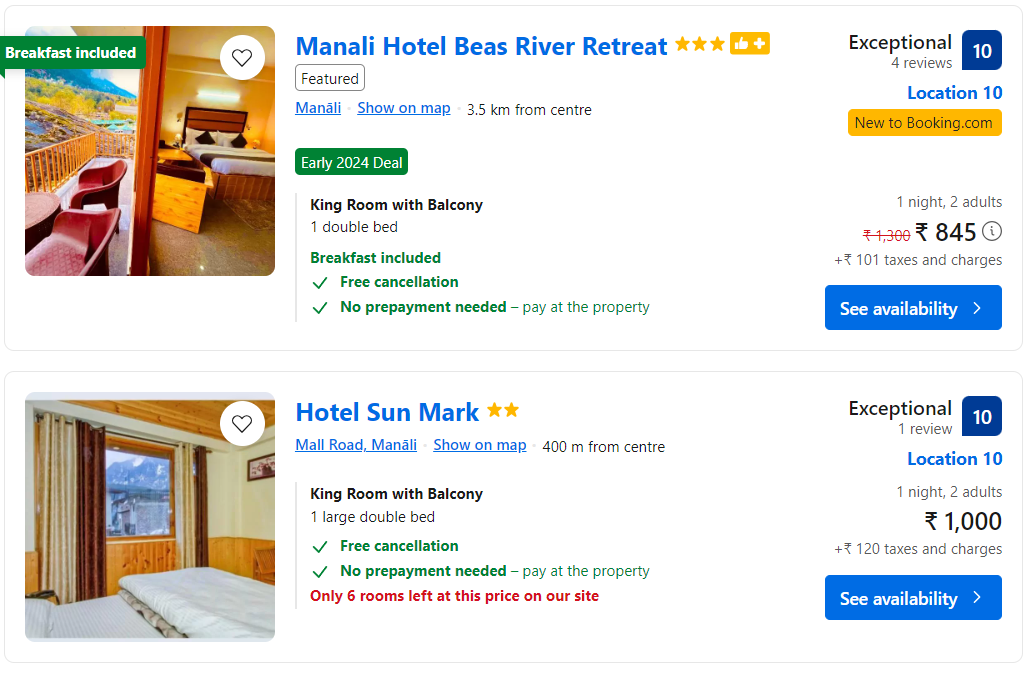 Breakfast included
Manali Hotel Beas River Retreat
Featured
Manāli · Show on map · 3.5 km from centre
Exceptional 10
4 reviews
Location 10
New to Booking.com
Early 2024 Deal
King Room with Balcony
1 double bed
Breakfast included
Free cancellation
No prepayment needed – pay at the property
1 night, 2 adults
₹ 1,300 ₹ 845
+₹ 101 taxes and charges
See availability
Hotel Sun Mark
Mall Road, Manāli · Show on map · 400 m from centre
Exceptional 10
1 review
Location 10
King Room with Balcony
1 large double bed
Free cancellation
No prepayment needed – pay at the property
Only 6 rooms left at this price on our site
1 night, 2 adults
₹ 1,000
+₹ 120 taxes and charges
See availability